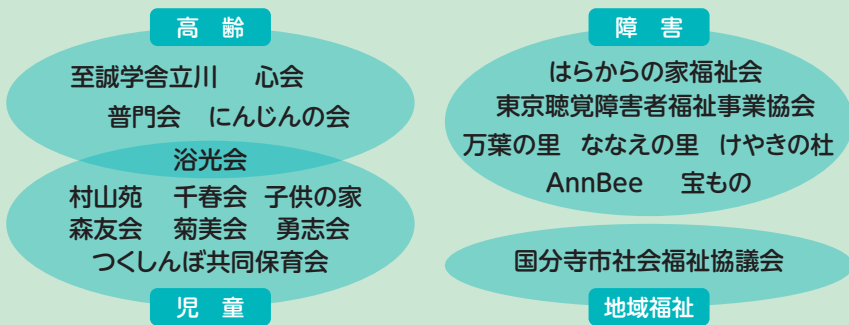 高 齢
至誠学舎立川 心会
普門会 にんじんの会
浴光会
村山苑 千春会 子供の家
森友会 菊美会 勇志会
つくしんぼ共同保育会
児 童
障 害
はらからの家福祉会
東京聴覚障害者福祉事業協会
万葉の里 ななえの里 けやきの杜
AnnBee 宝もの
国分寺市社会福祉協議会
地域福祉